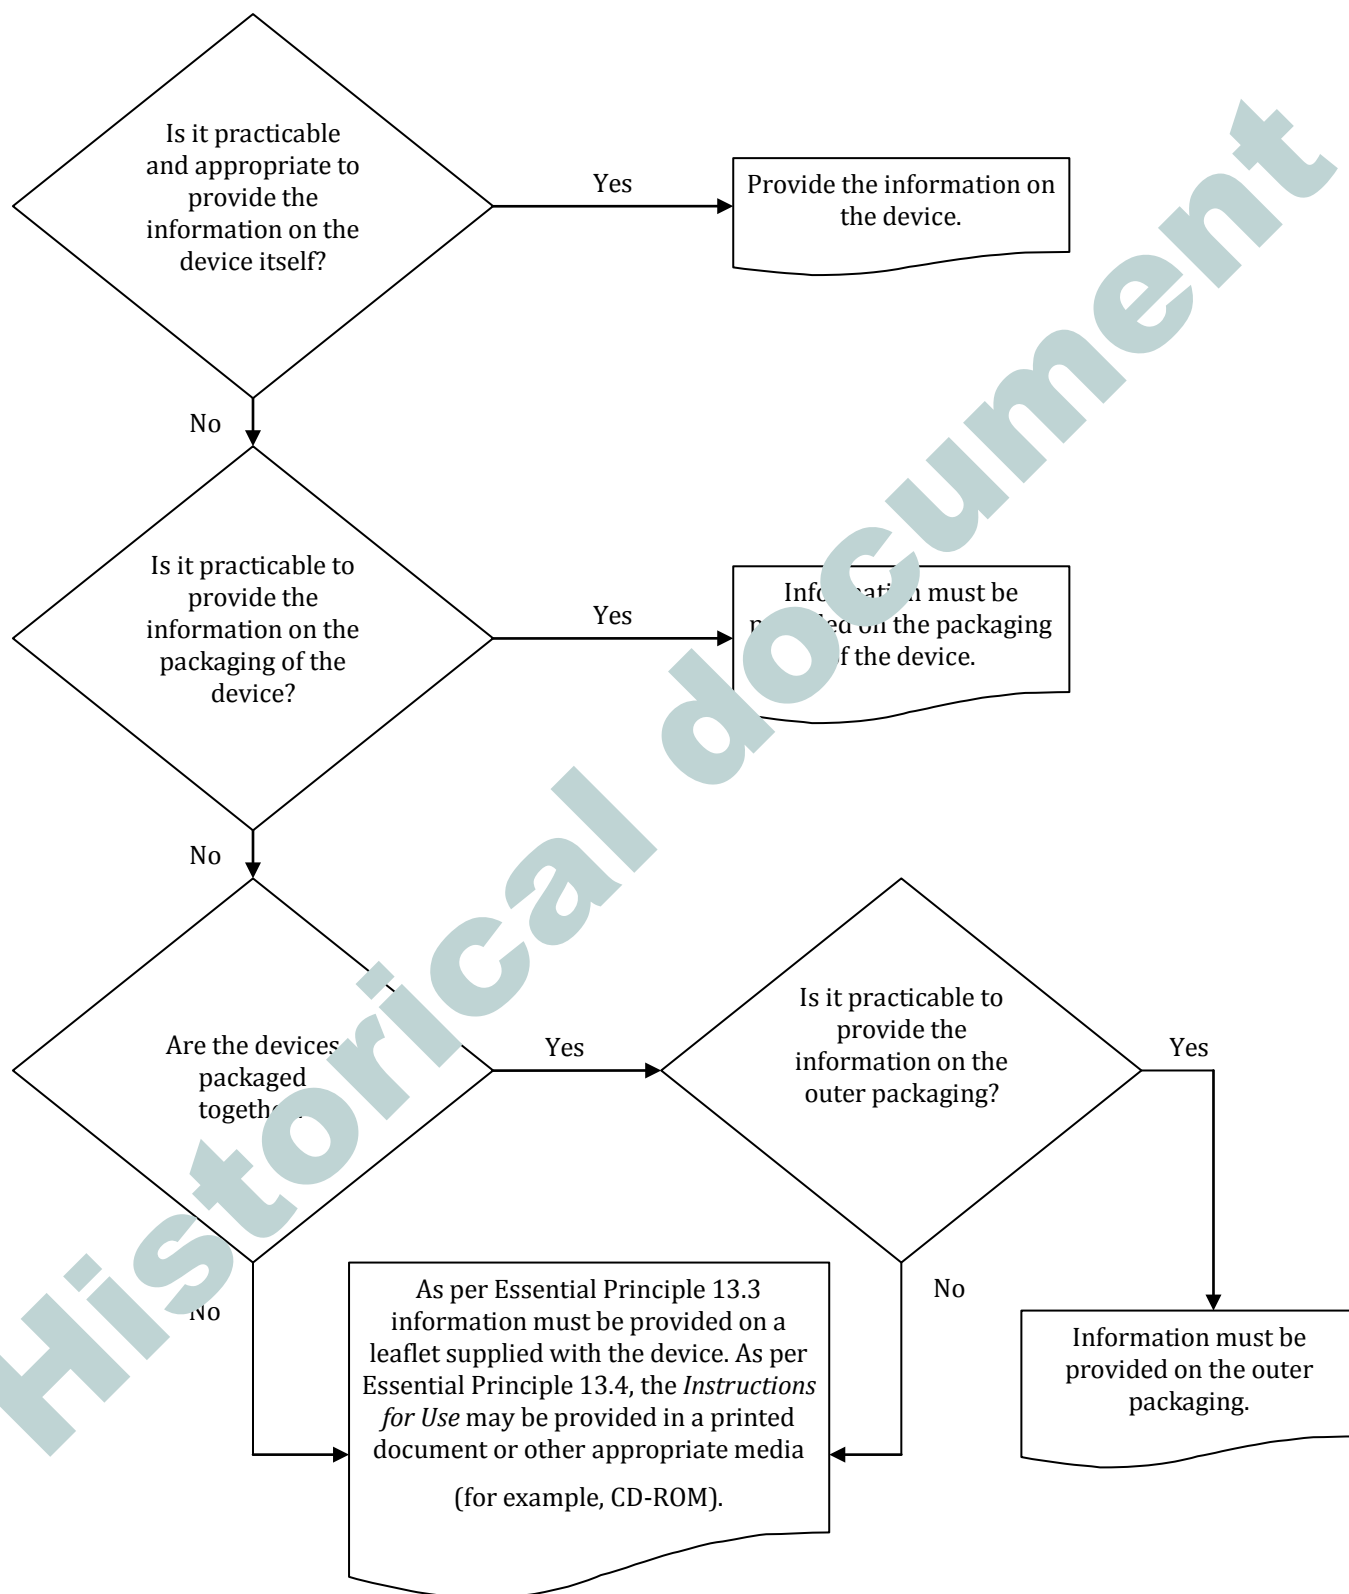 Is it practicable
and appropriate to
provide the
information on the
device itself?
Yes
Provide the information on
the device.
No
Is it practicable to
provide the
information on the
packaging of the
device?
Yes
Information must be
provided on the packaging
of the device.
No
Are the devices
packaged
together?
Yes
Is it practicable to
provide the
information on the
outer packaging?
Yes
No
As per Essential Principle 13.3
information must be provided on a
leaflet supplied with the device. As per
Essential Principle 13.4, the Instructions
for Use may be provided in a printed
document or other appropriate media
(for example, CD-ROM).
No
Information must be
provided on the outer
packaging.
Historical document